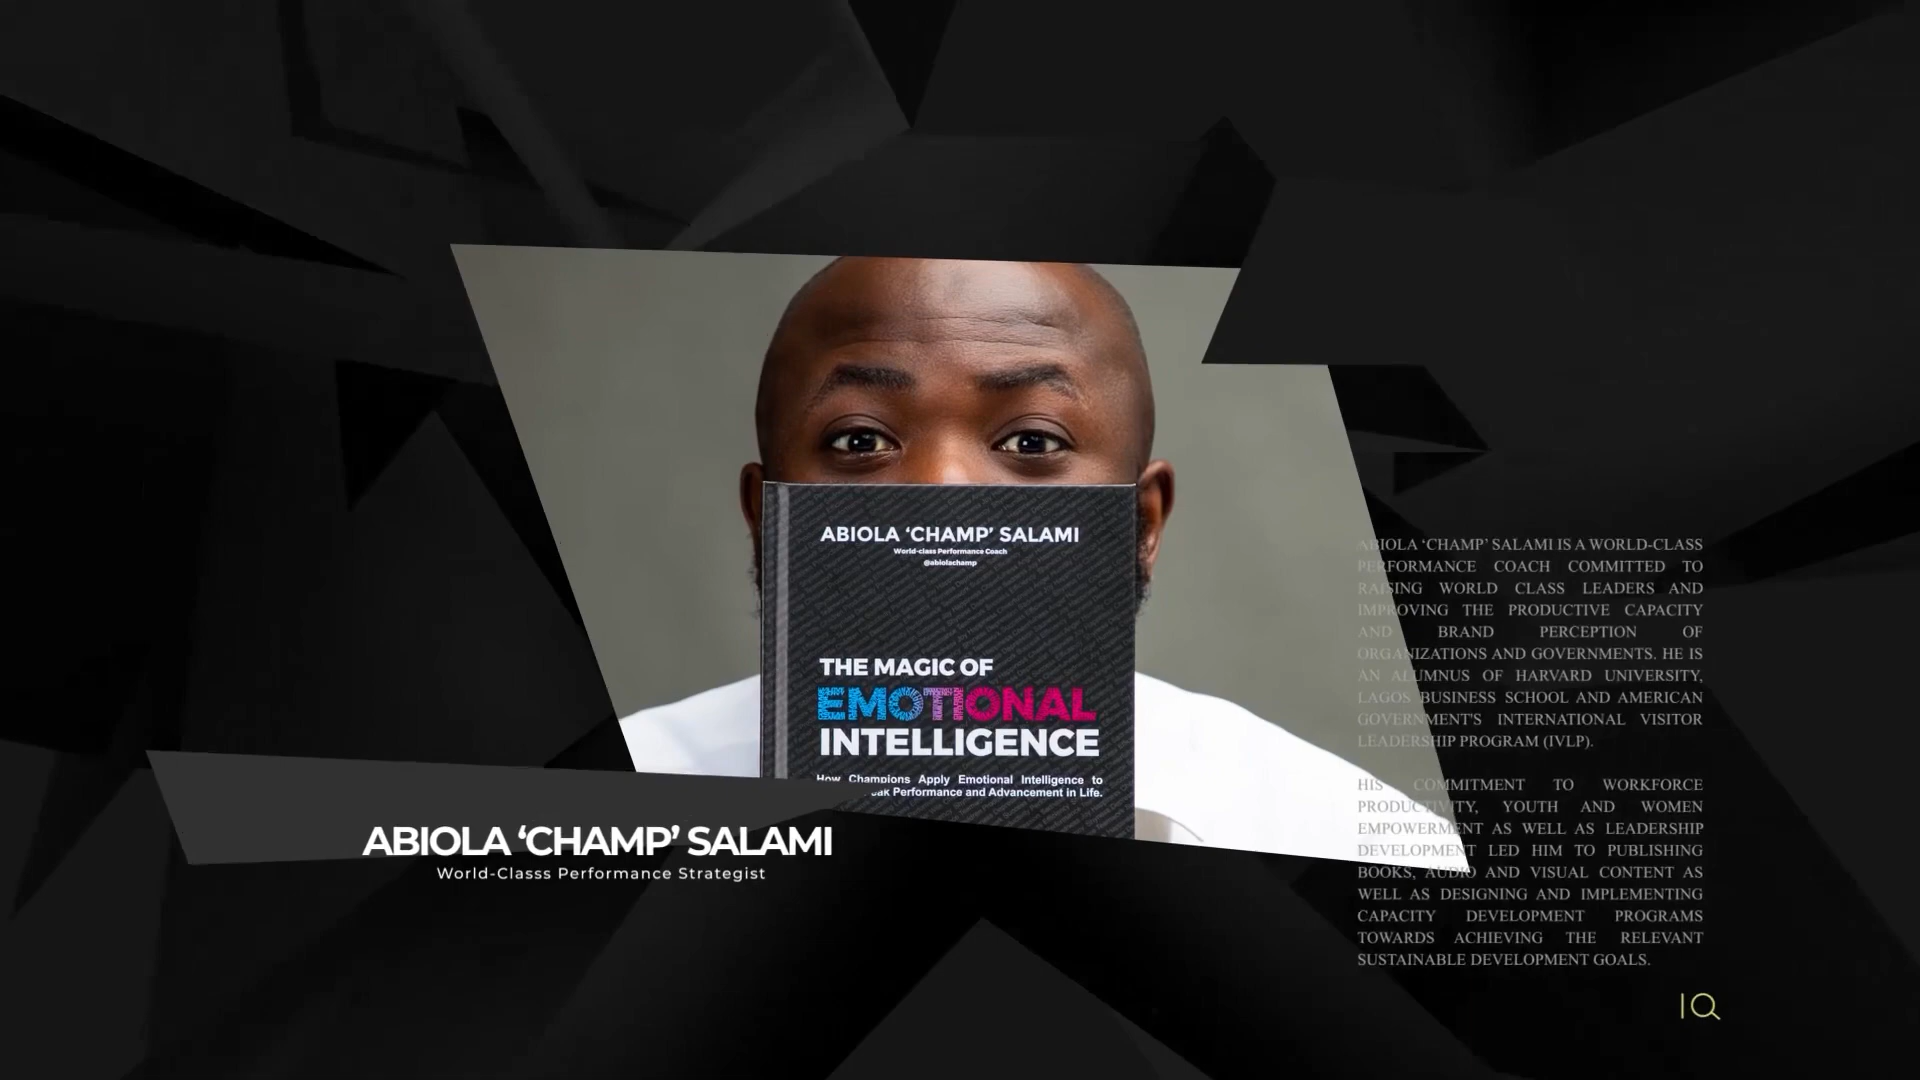 ABIOLA ‘CHAMP’ SALAMI
World-class Performance Coach
@abiolachamp
THE MAGIC OF
EMOTIONAL
INTELLIGENCE
How Champions Apply Emotional Intelligence to
Performance and Advancement in Life.
ABIOLA ‘CHAMP’ SALAMI
World-Classs Performance Strategist
ABIOLA ‘CHAMP’ SALAMI IS A WORLD-CLASS
PERFORMANCE COACH COMMITTED TO
RAISING WORLD CLASS LEADERS AND
IMPROVING THE PRODUCTIVE CAPACITY
AND BRAND PERCEPTION OF
ORGANIZATIONS AND GOVERNMENTS. HE IS
AN ALUMNUS OF HARVARD UNIVERSITY,
LAGOS BUSINESS SCHOOL AND AMERICAN
GOVERNMENT'S INTERNATIONAL VISITOR
LEADERSHIP PROGRAM (IVLP).
HIS COMMITMENT TO WORKFORCE
PRODUCTIVITY, YOUTH AND WOMEN
EMPOWERMENT AS WELL AS LEADERSHIP
DEVELOPMENT LED HIM TO PUBLISHING
BOOKS, AUDIO AND VISUAL CONTENT AS
WELL AS DESIGNING AND IMPLEMENTING
CAPACITY DEVELOPMENT PROGRAMS
TOWARDS ACHIEVING THE RELEVANT
SUSTAINABLE DEVELOPMENT GOALS.
IQ